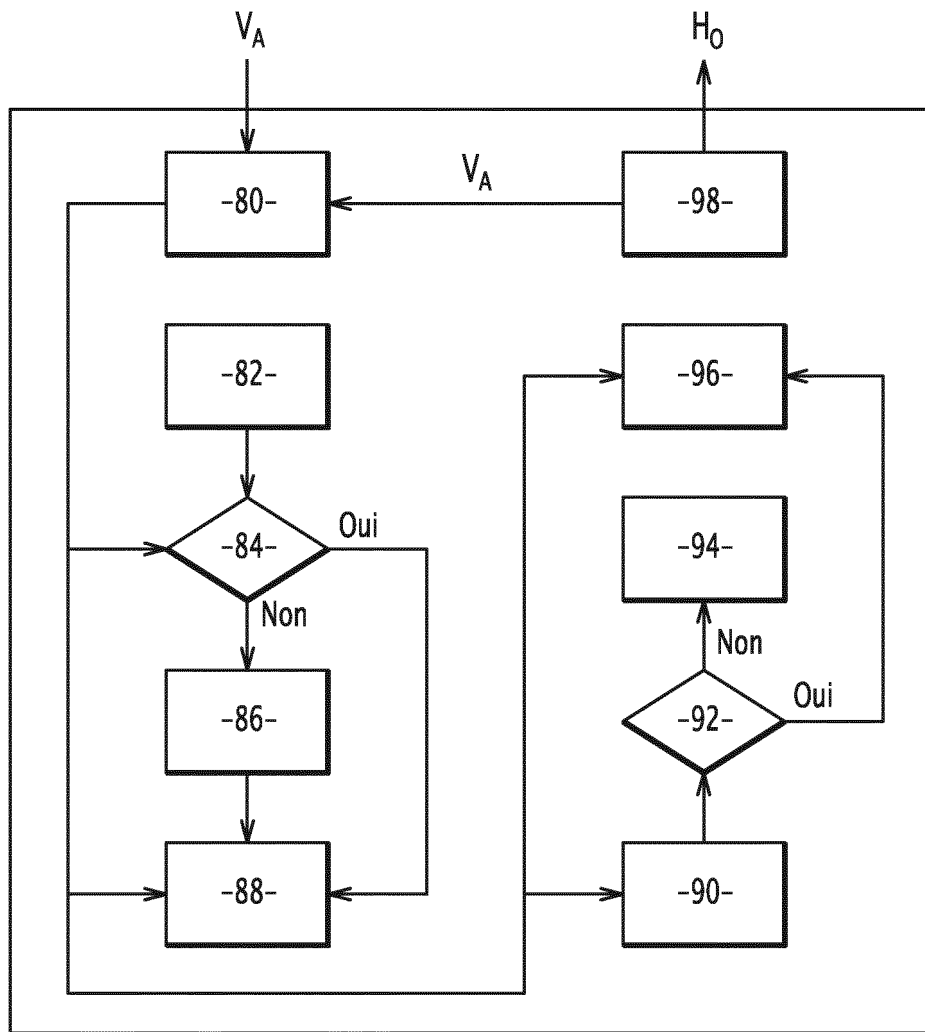 V_A
H_O
-80-
V_A
-98-
-82-
-96-
-84-
Oui
-94-
Non
Non
-86-
-92-
Oui
-88-
-90-